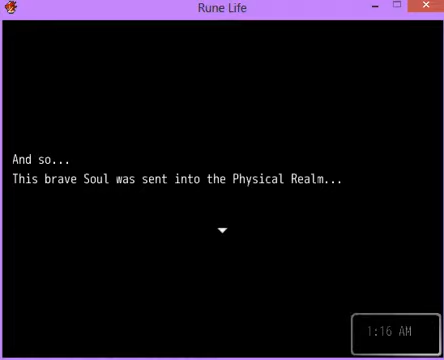 Rune Life
And so...
This brave Soul was sent into the Physical Realm...
1:16 AM